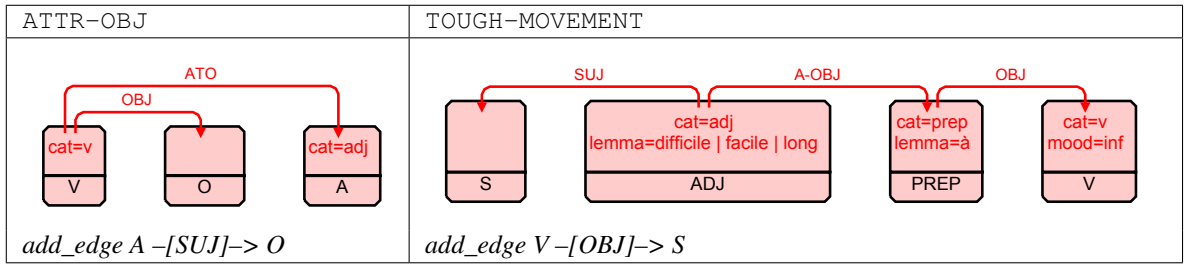 ATTR-OBJ
ATO
OBJ
cat=v
cat=adj
V
O
A
add_edge A –[SUJ]–> O
TOUGH-MOVEMENT
SUJ
A-OBJ
OBJ
cat=adj
lemma=difficile | facile | long
cat=prep
lemma=à
cat=v
mood=inf
S
ADJ
PREP
V
add_edge V –[OBJ]–> S